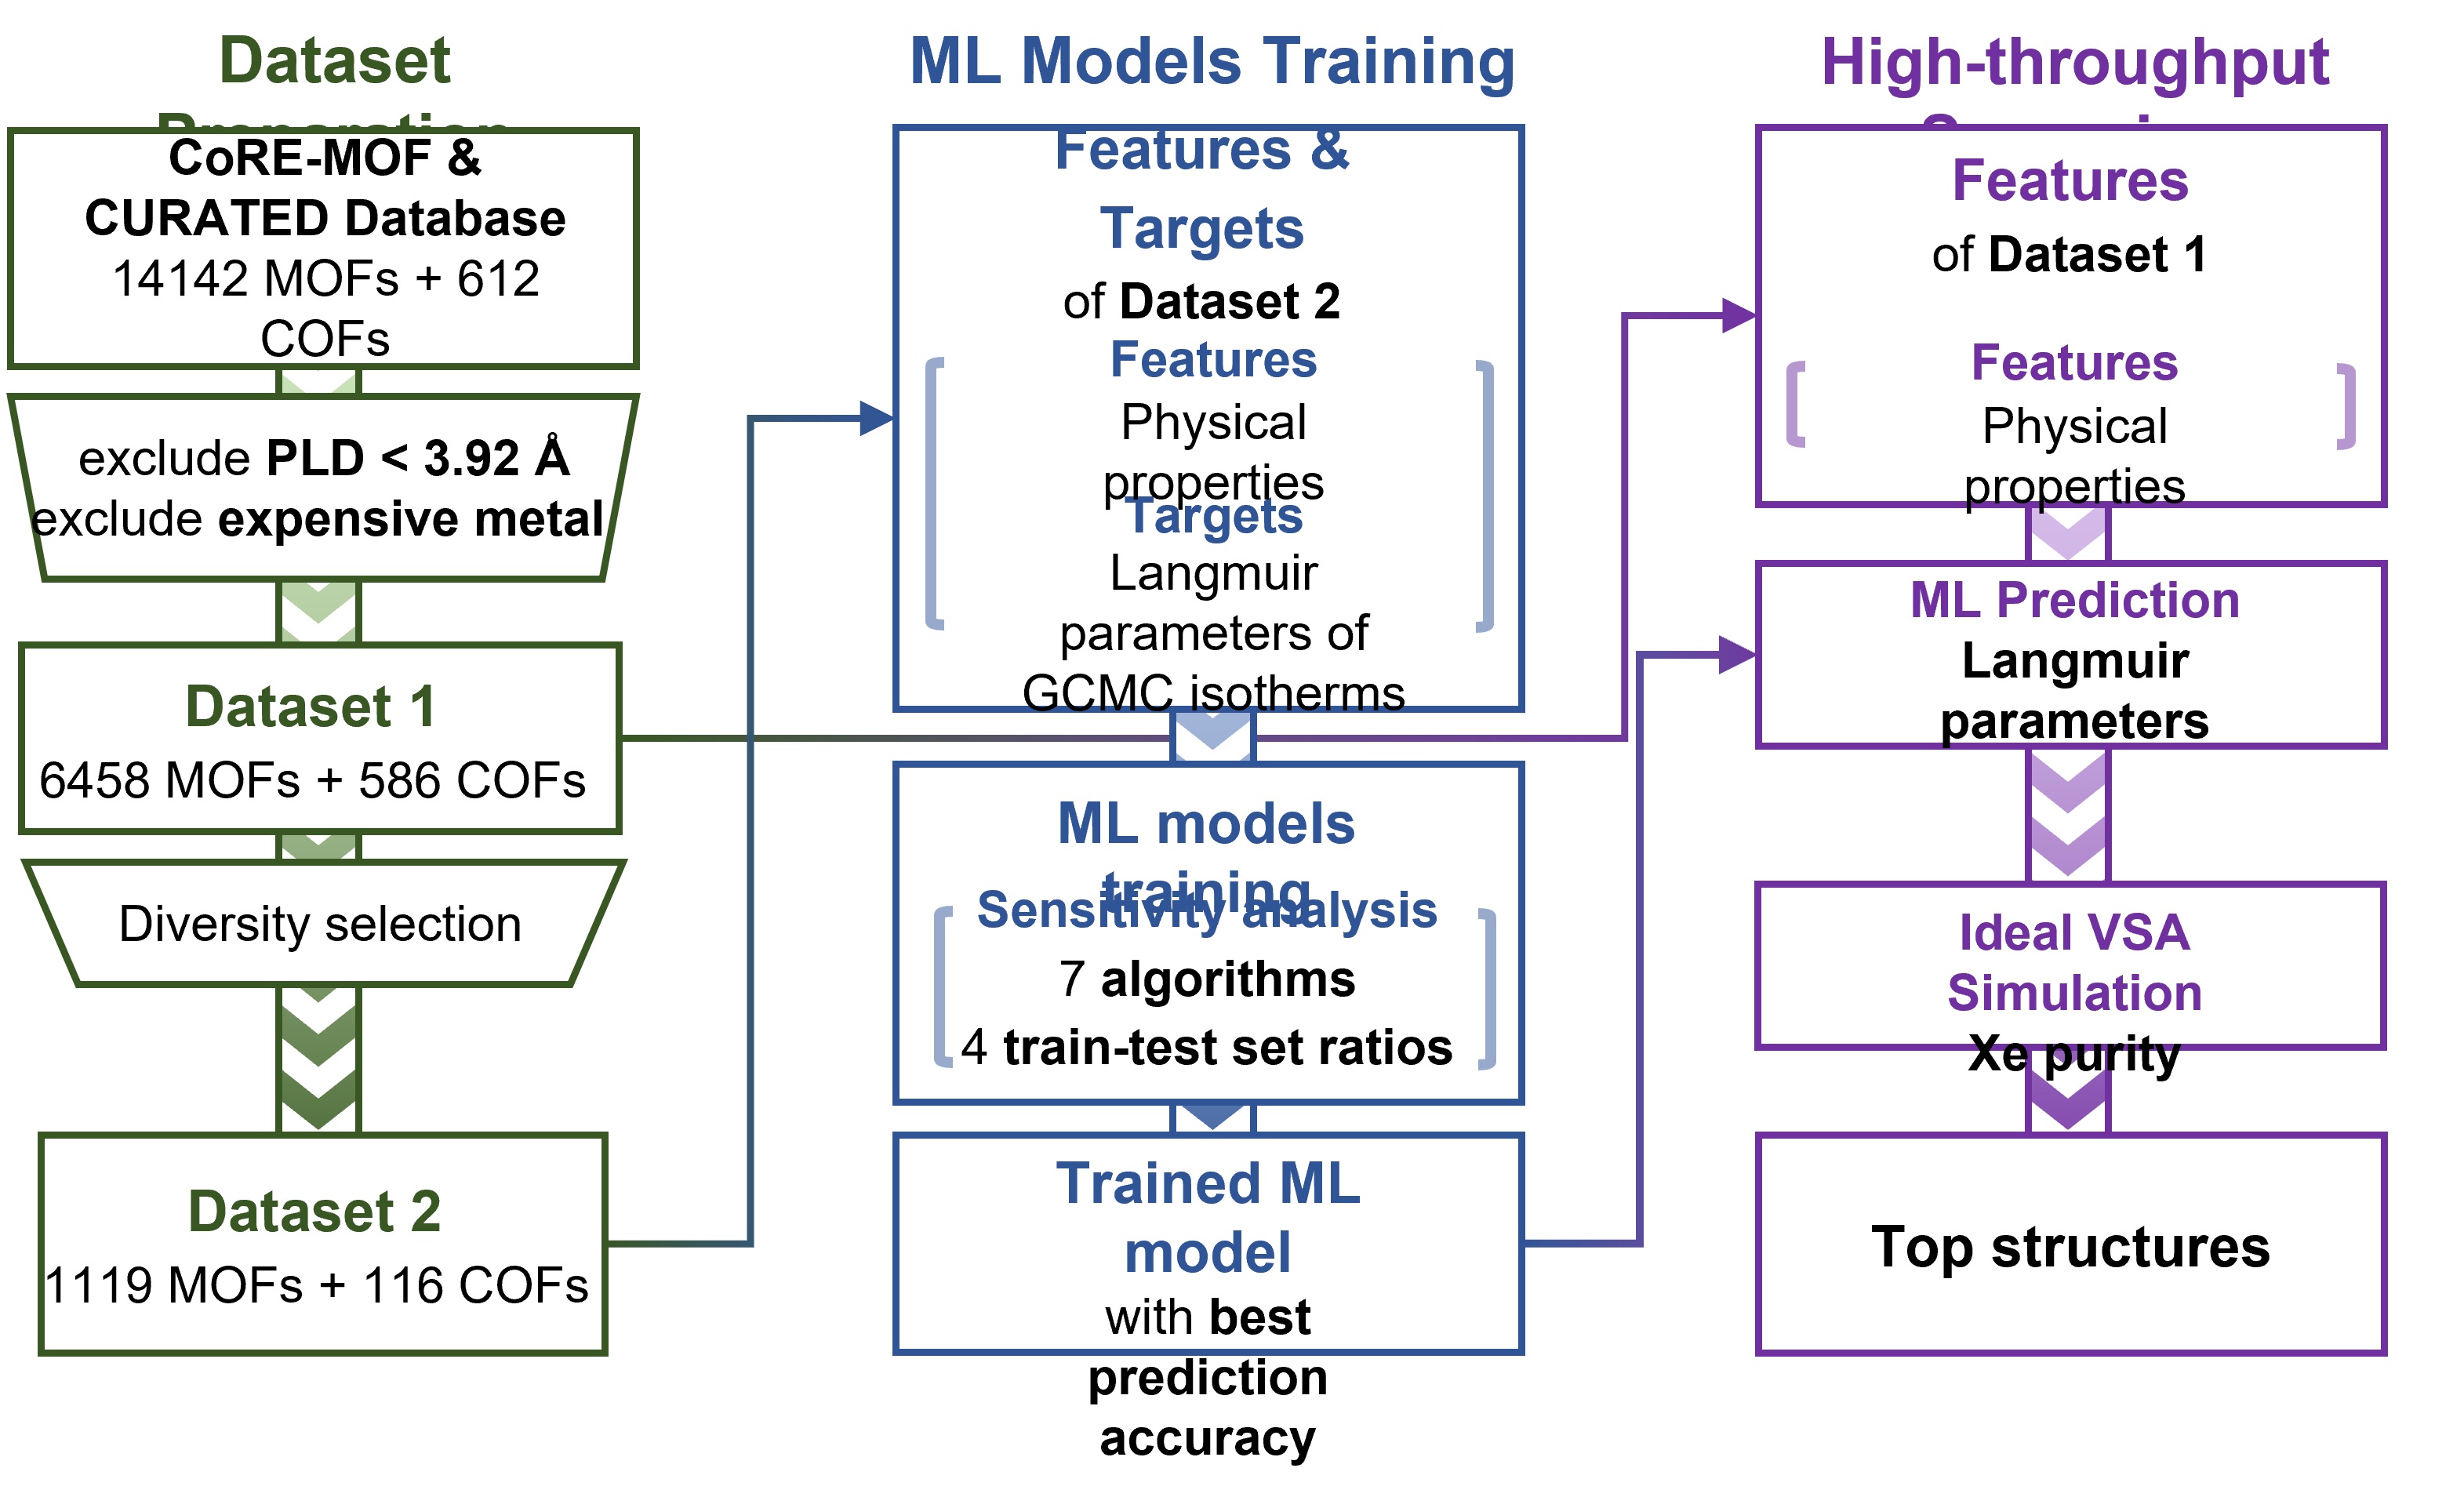 Dataset
Preparation
CoRE-MOF &
CURATED Database
14142 MOFs + 612
COFs
exclude PLD < 3.92 Å
exclude expensive metal
Dataset 1
6458 MOFs + 586 COFs
Diversity selection
Dataset 2
1119 MOFs + 116 COFs
ML Models Training
Features &
Targets
of Dataset 2
Features
Physical
properties
Targets
Langmuir
parameters of
GCMC isotherms
ML models
training
Sensitivity analysis
7 algorithms
4 train-test set ratios
Trained ML
model
with best
prediction
accuracy
High-throughput
Features
of Dataset 1
Features
Physical
properties
ML Prediction
Langmuir
parameters
Ideal VSA
Simulation
Xe purity
Top structures